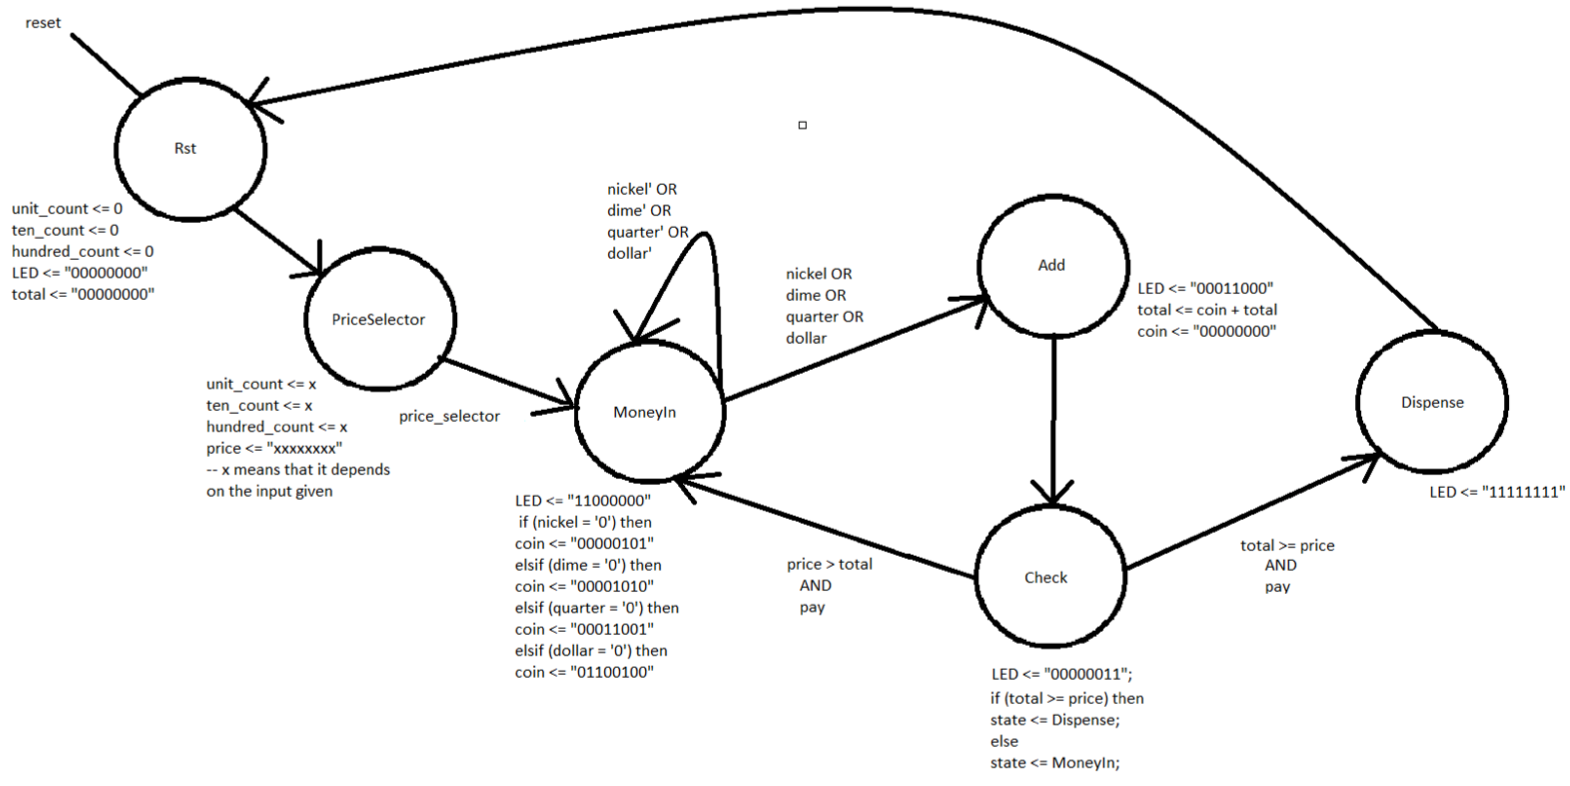 reset
Rst
unit_count <= 0
ten_count <= 0
hundred_count <= 0
LED <= "00000000"
total <= "00000000"
PriceSelector
unit_count <= x
ten_count <= x
hundred_count <= x
price <= "xxxxxxxx"
-- x means that it depends
on the input given
price_selector
nickel' OR
dime' OR
quarter' OR
dollar'
MoneyIn
LED <= "11000000"
if (nickel = '0') then
coin <= "00000101"
elsif (dime = '0') then
coin <= "00001010"
elsif (quarter = '0') then
coin <= "00011001"
elsif (dollar = '0') then
coin <= "01100100"
nickel OR
dime OR
quarter OR
dollar
Add
LED <= "00011000"
total <= coin + total
coin <= "00000000"
price > total
AND
pay
Check
LED <= "00000011";
if (total >= price) then
state <= Dispense;
else
state <= MoneyIn;
total >= price
AND
pay
Dispense
LED <= "11111111"